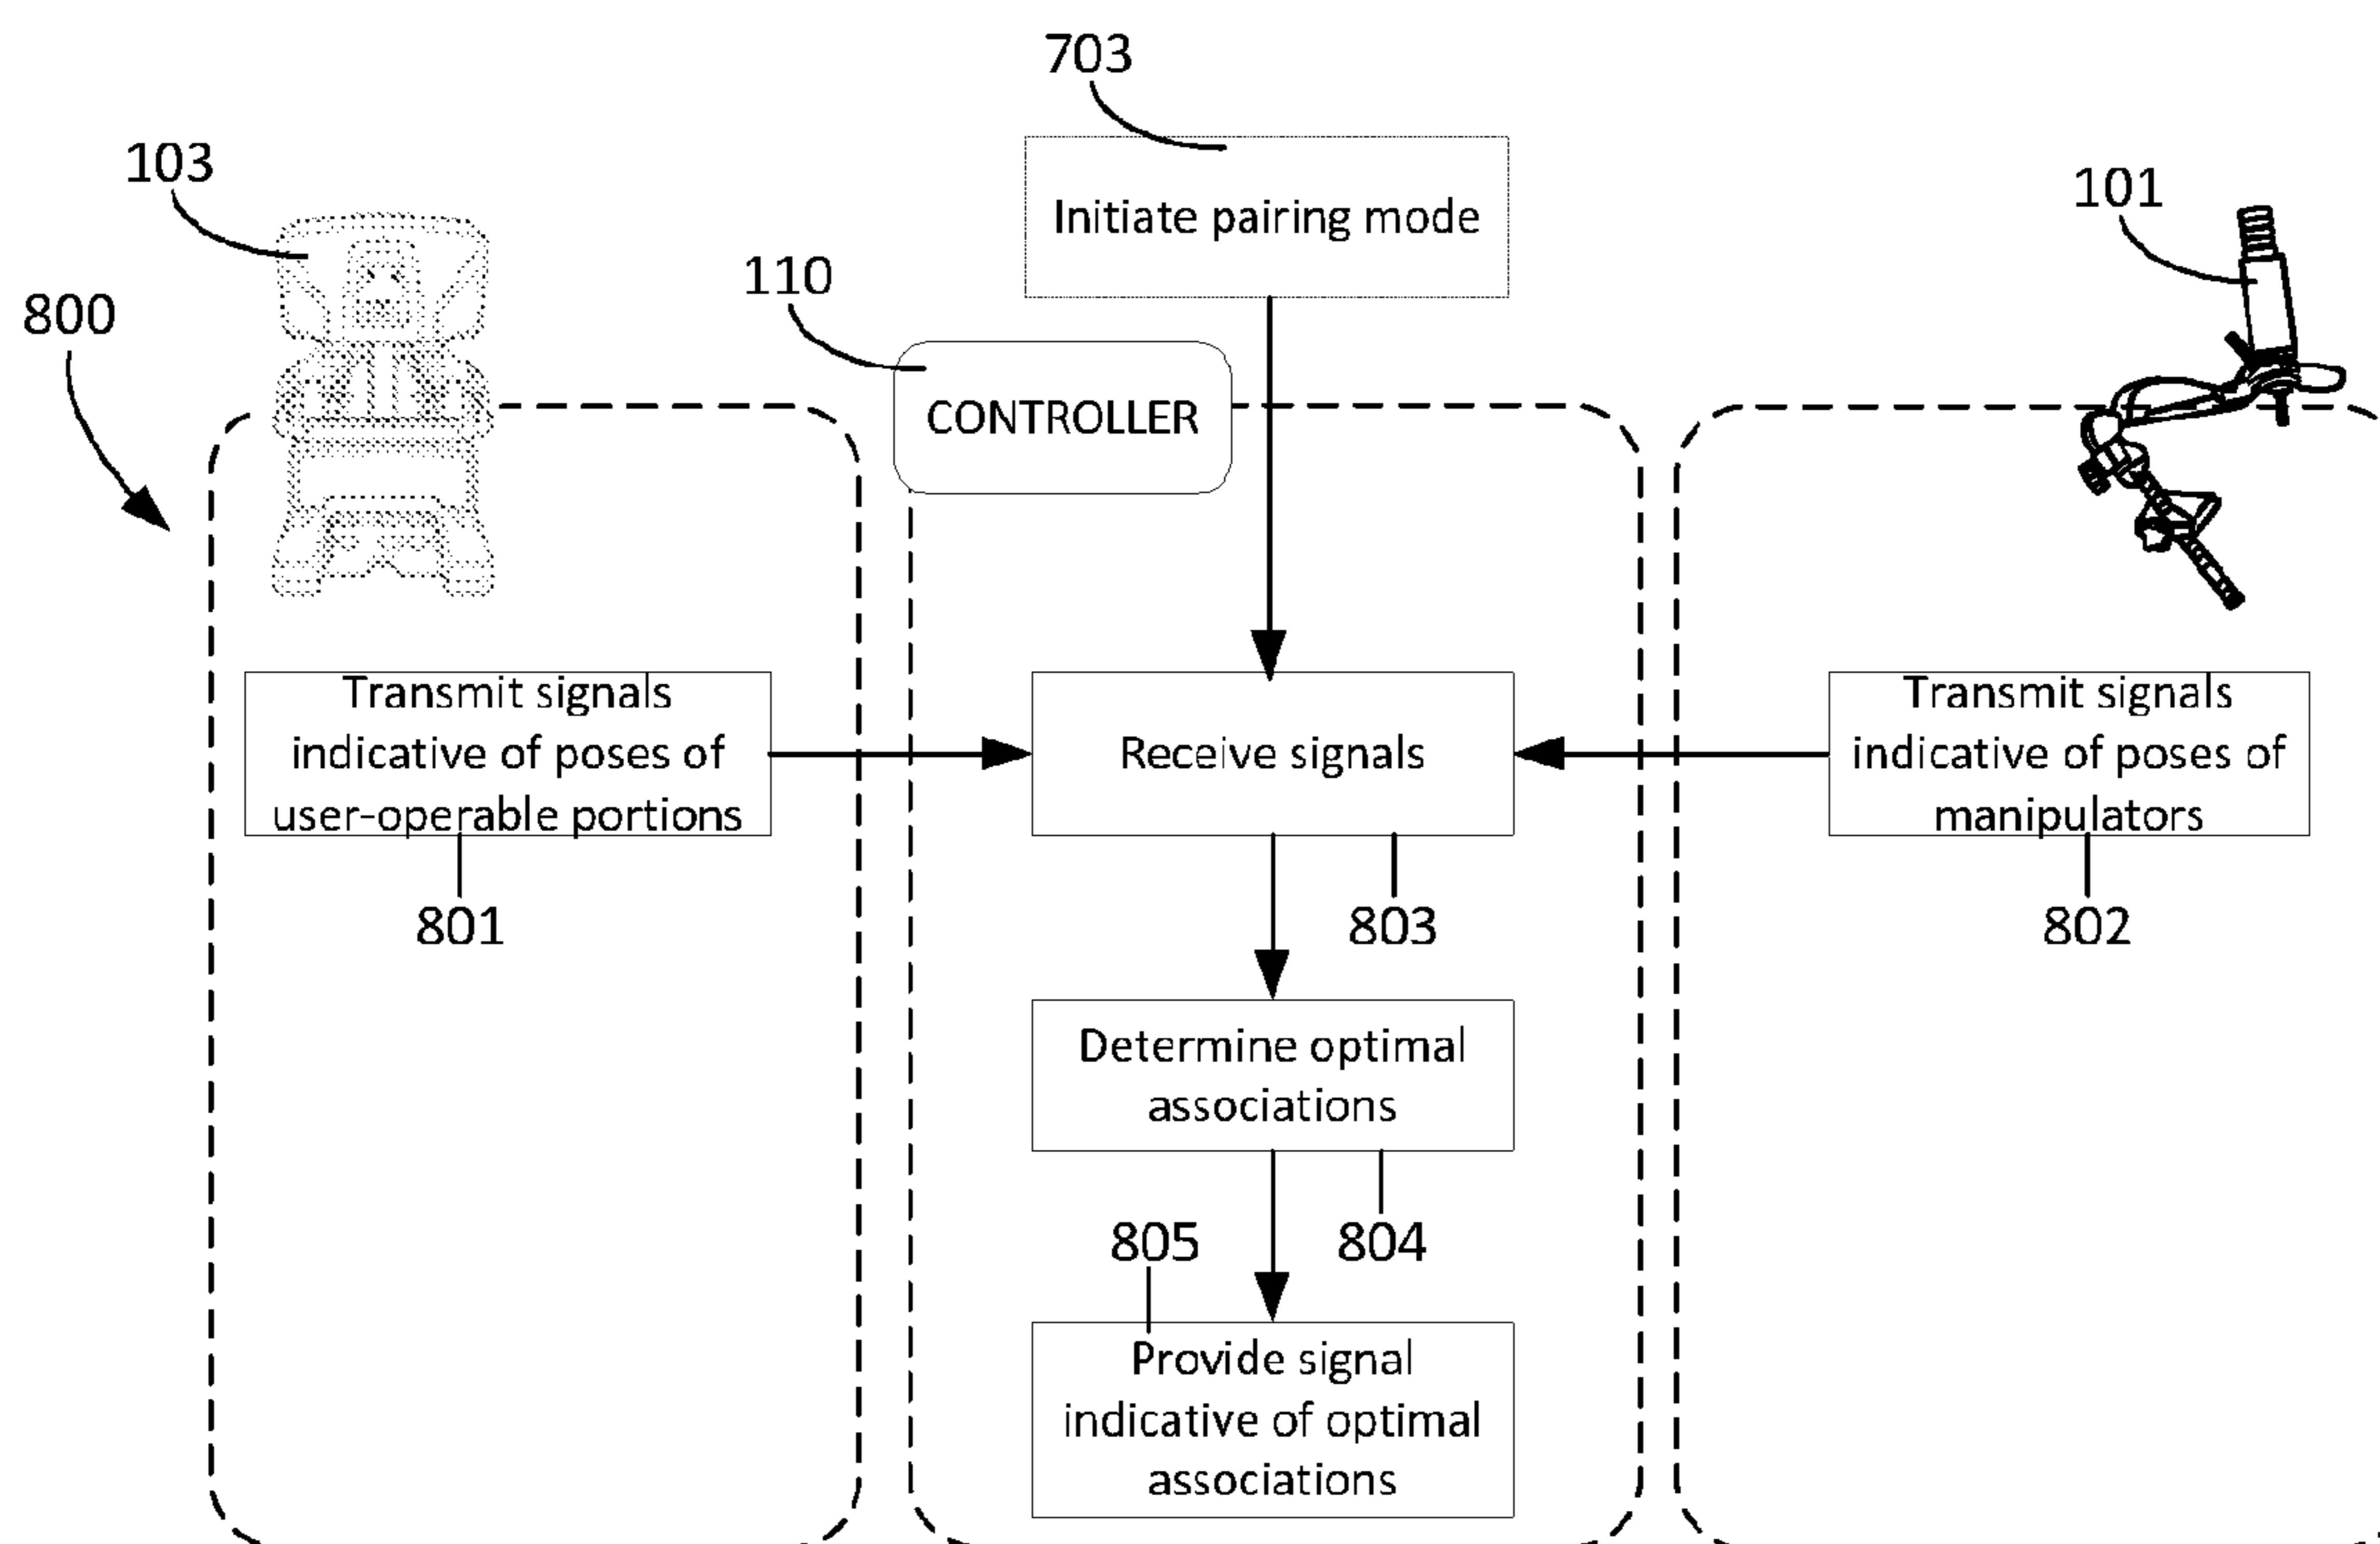 703
103
Initiate pairing mode
101
110
800
CONTROLLER
Transmit signals
indicative of poses of
user-operable portions
Receive signals
Transmit signals
indicative of poses of
manipulators
801
803
802
Determine optimal
associations
805
804
Provide signal
indicative of optimal
associations